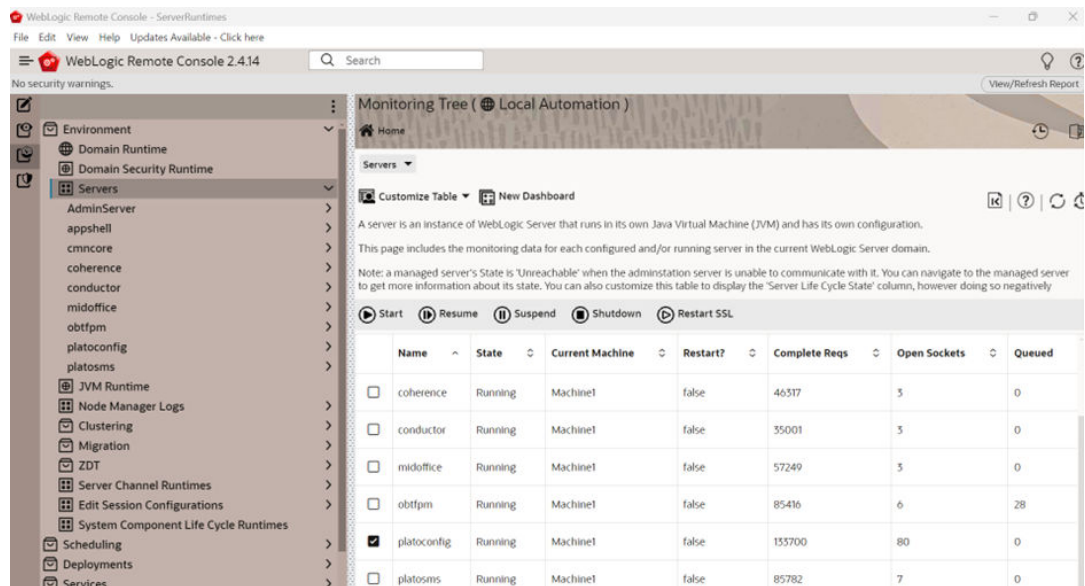 WebLogic Remote Console - ServerRuntimes
File Edit View Help Updates Available - Click here
WebLogic Remote Console 2.4.14
Search
No security warnings.
View/Refresh Report
Environment
Domain Runtime
Domain Security Runtime
Servers
AdminServer
appshell
cmncore
coherence
conductor
midoffice
obtfpm
platoconfig
platosms
JVM Runtime
Node Manager Logs
Clustering
Migration
ZDT
Server Channel Runtimes
Edit Session Configurations
System Component Life Cycle Runtimes
Scheduling
Deployments
Services
Monitoring Tree ( Local Automation )
Home
Servers
Customize Table New Dashboard
A server is an instance of WebLogic Server that runs in its own Java Virtual Machine (JVM) and has its own configuration.
This page includes the monitoring data for each configured and/or running server in the current WebLogic Server domain.
Note: a managed server's State is 'Unreachable' when the adminstation server is unable to communicate with it. You can navigate to the managed server
to get more information about its state. You can also customize this table to display the 'Server Life Cycle State' column, however doing so negatively
Start Resume Suspend Shutdown Restart SSL
Name State Current Machine Restart? Complete Reqs Open Sockets Queued
coherence Running Machine1 false 46317 3 0
conductor Running Machine1 false 35001 3 0
midoffice Running Machine1 false 57249 3 0
obtfpm Running Machine1 false 85416 6 28
platoconfig Running Machine1 false 133700 80 0
platosms Running Machine1 false 85782 7 0